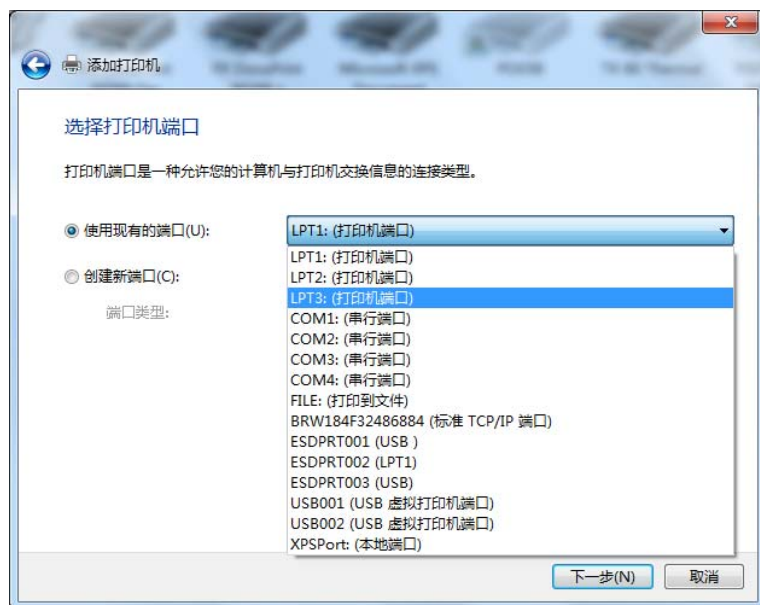 添加打印机
选择打印机端口
打印机端口是一种允许您的计算机与打印机交换信息的连接类型。
使用现有的端口(U):
LPT1: (打印机端口)
LPT1: (打印机端口)
LPT2: (打印机端口)
LPT3: (打印机端口)
COM1: (串行端口)
COM2: (串行端口)
COM3: (串行端口)
COM4: (串行端口)
FILE: (打印到文件)
BRW184F32486884 (标准 TCP/IP 端口)
ESDPRT001 (USB )
ESDPRT002 (LPT1)
ESDPRT003 (USB)
USB001 (USB 虚拟打印机端口)
USB002 (USB 虚拟打印机端口)
XPSPort: (本地端口)
创建新端口(C):
端口类型:
下一步(N)
取消